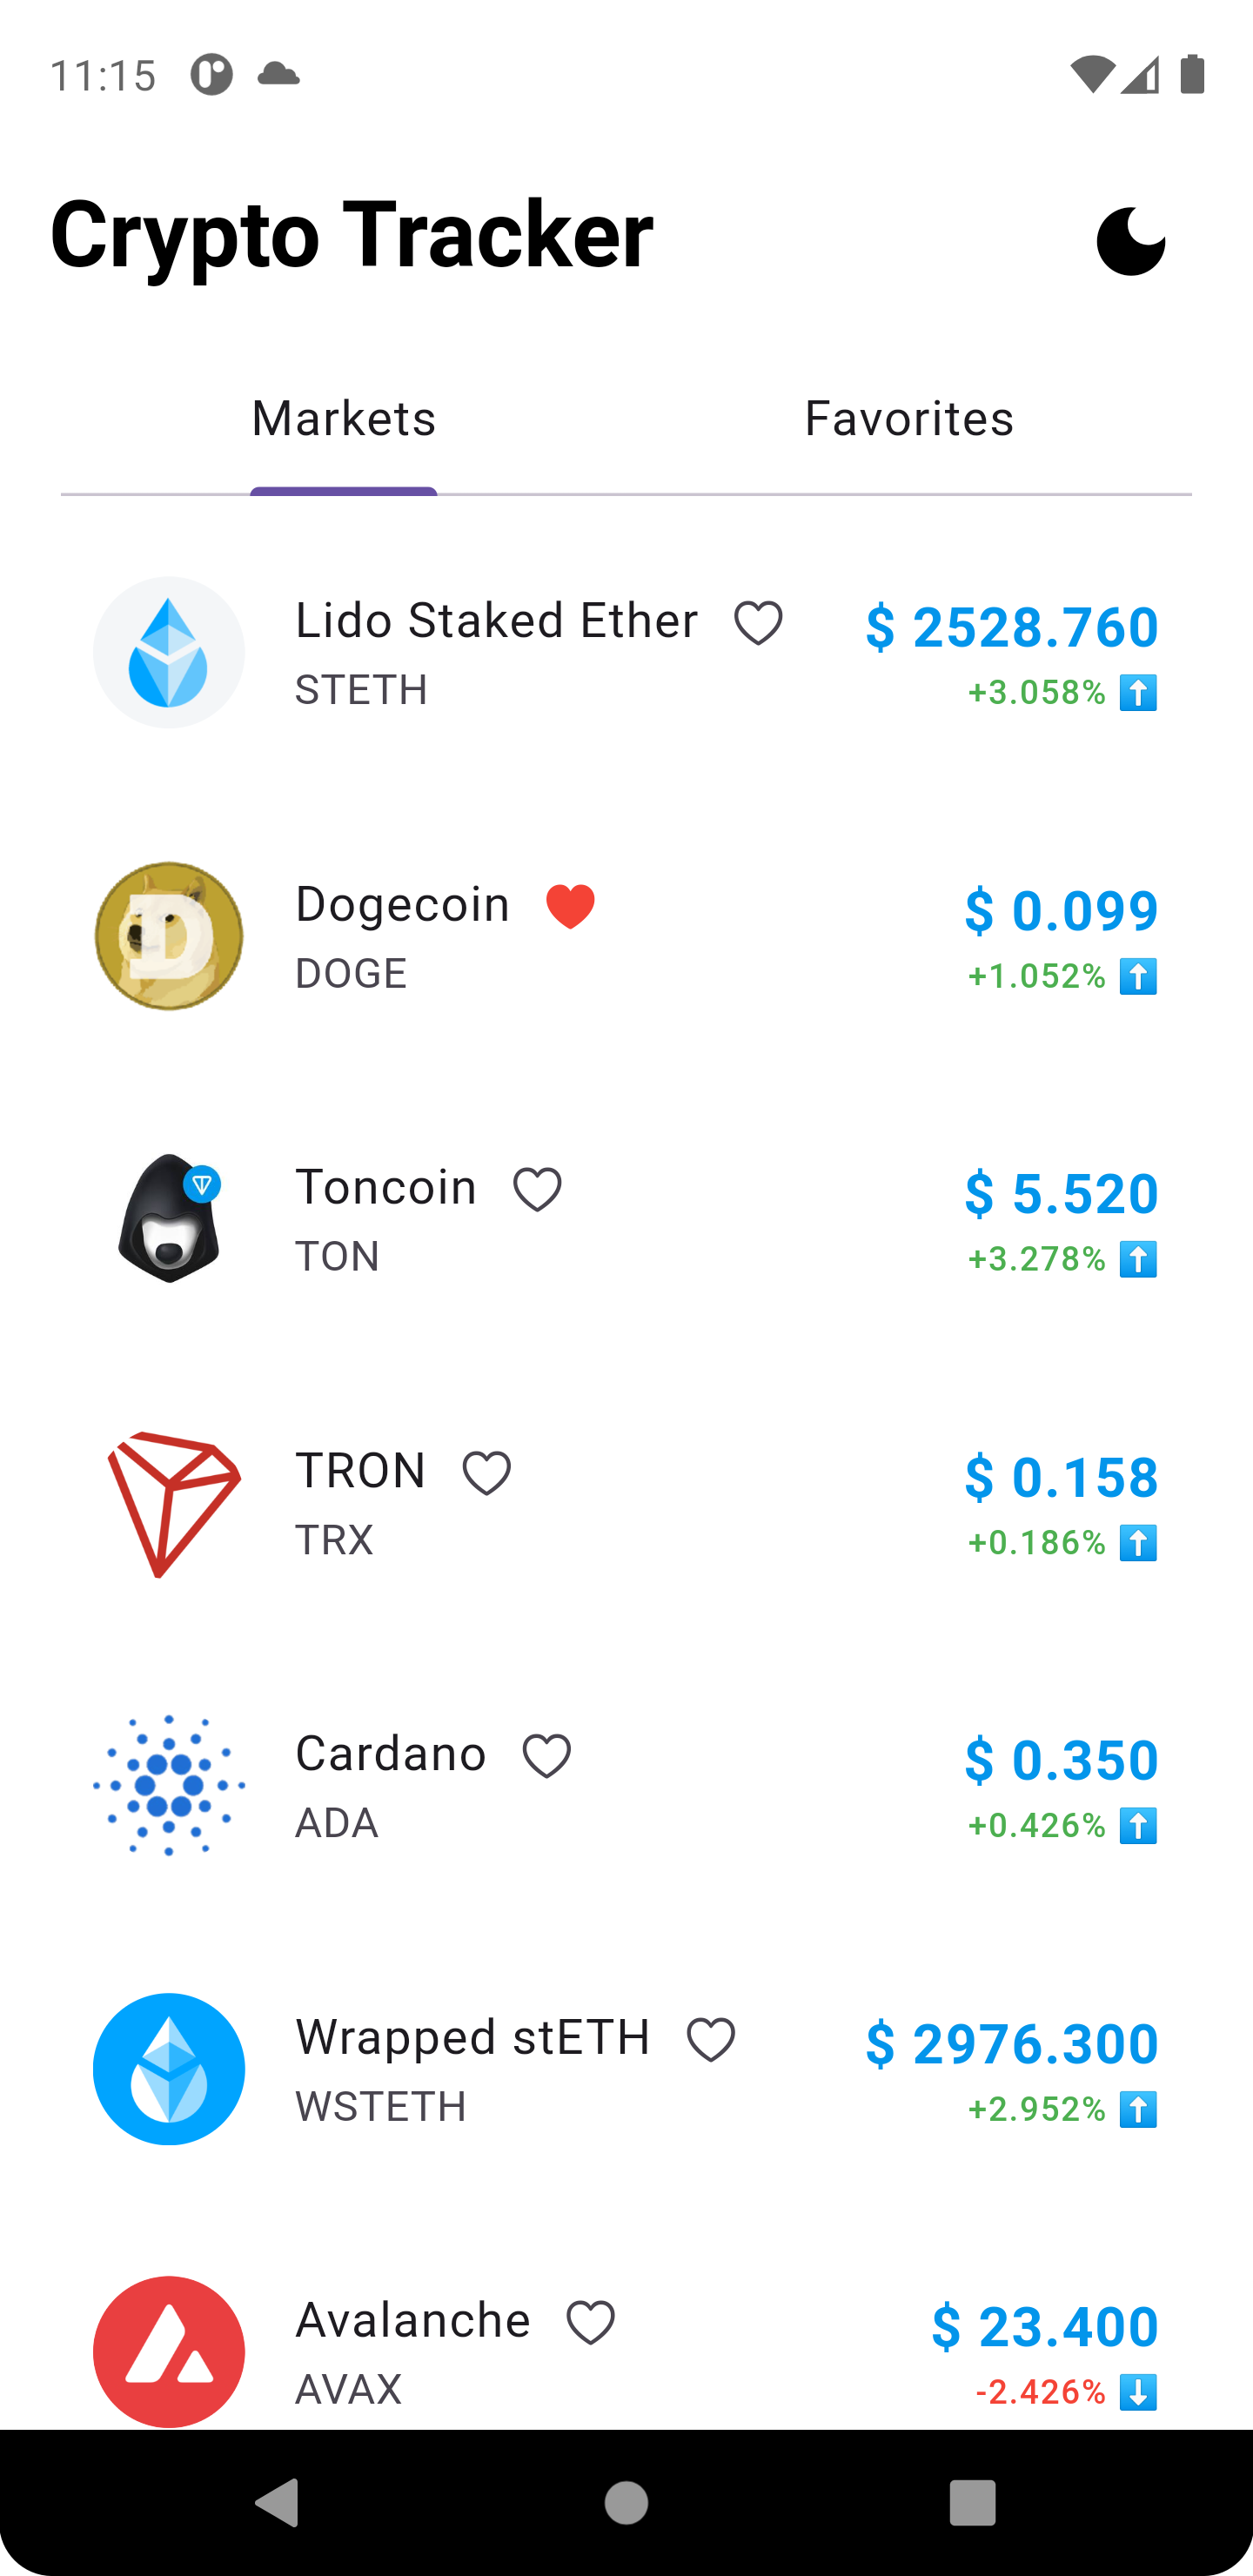 11:15
Crypto Tracker
Markets
Favorites
Lido Staked Ether
$ 2528.760
STETH
+3.058% ⬆️
Dogecoin
$ 0.099
DOGE
+1.052% ⬆️
Toncoin
$ 5.520
TON
+3.278% ⬆️
TRON
$ 0.158
TRX
+0.186% ⬆️
Cardano
$ 0.350
ADA
+0.426% ⬆️
Wrapped stETH
$ 2976.300
WSTETH
+2.952% ⬆️
Avalanche
$ 23.400
AVAX
-2.426% ⬇️